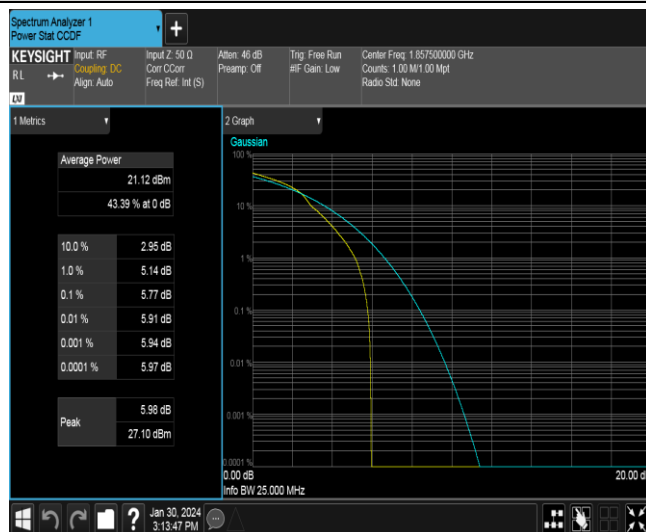 Spectrum Analyzer 1
Power Stat CCDF
KEYSIGHT
RL
LXI
Input: RF
Coupling: DC
Align: Auto
Input Z: 50 Ω
Corr CCorr
Freq Ref: Int (S)
Atten: 46 dB
Preamp: Off
Trig: Free Run
#IF Gain: Low
Center Freq: 1.857500000 GHz
Counts: 1.00 M/1.00 Mpt
Radio Std: None
1 Metrics
Average Power
21.12 dBm
43.39 % at 0 dB
10.0 % 2.95 dB
1.0 % 5.14 dB
0.1 % 5.77 dB
0.01 % 5.91 dB
0.001 % 5.94 dB
0.0001 % 5.97 dB
Peak
5.98 dB
27.10 dBm
2 Graph
Gaussian
100 %
10 %
1 %
0.1 %
0.01 %
0.001 %
0.0001 %
0.00 dB
20.00 d
Info BW 25.000 MHz
?
Jan 30, 2024
3:13:47 PM